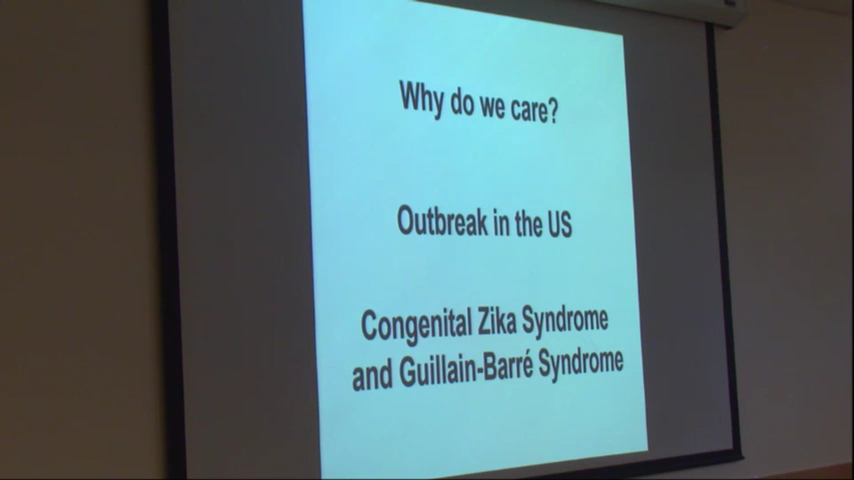 Why do we care?
Outbreak in the US
Congenital Zika Syndrome
and Guillain-Barré Syndrome